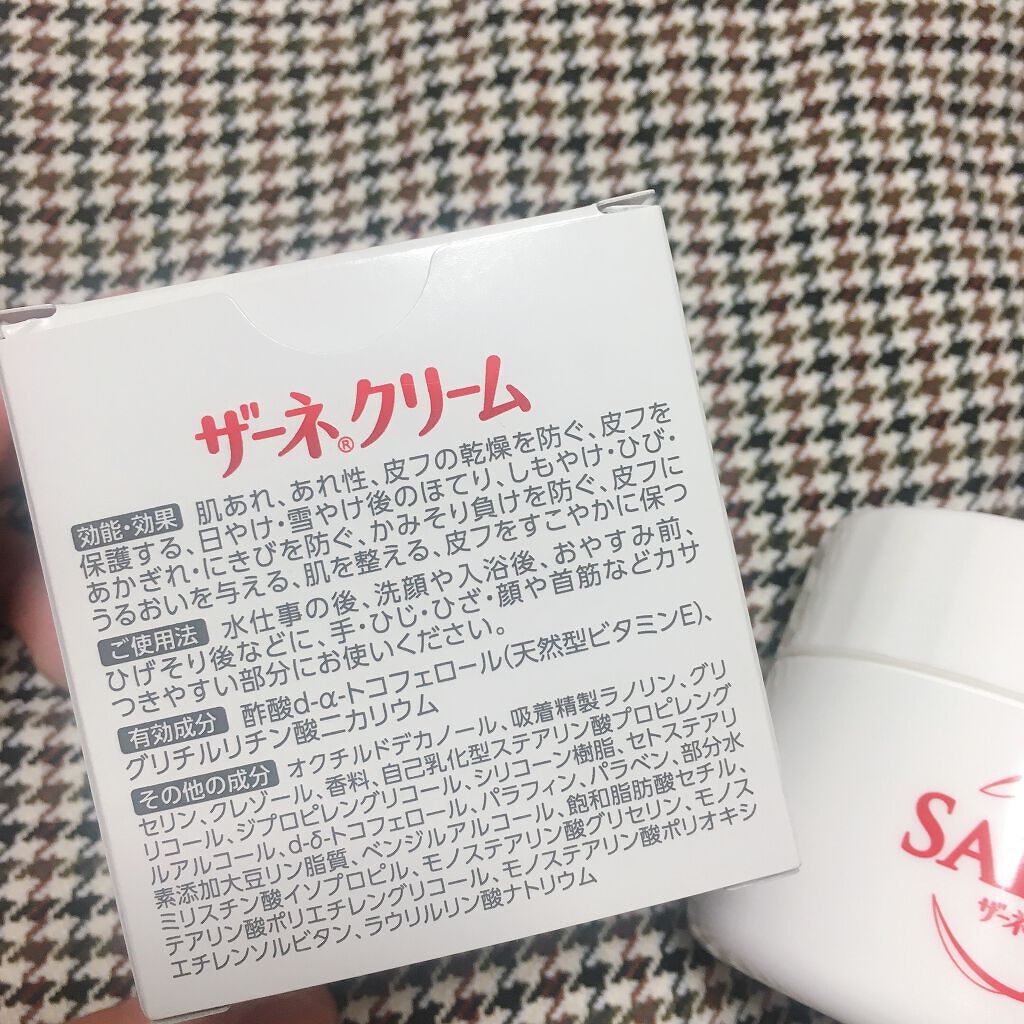 ザーネ®クリーム
効能・効果 肌あれ、あれ性、皮フの乾燥を防ぐ、皮フを
保護する、日やけ・雪やけ後のほてり、しもやけ・ひび・
あかぎれ・にきびを防ぐ、かみそり負けを防ぐ、皮フに
うるおいを与える、肌を整える、皮フをすこやかに保つ
ご使用法 水仕事の後、洗顔や入浴後、おやすみ前、
ひげそり後などに、手・ひじ・ひざ・顔や首筋などカサ
つきやすい部分にお使いください。
有効成分 酢酸d-α-トコフェロール(天然型ビタミンE)、
グリチルリチン酸ニカリウム
その他の成分 オクチルドデカノール、吸着精製ラノリン、グリ
セリン、クレゾール、香料、自己乳化型ステアリン酸プロピレング
リコール、ジプロピレングリコール、シリコーン樹脂、セトステアリ
ルアルコール、d-δ-トコフェロール、パラフィン、パラベン、部分水
素添加大豆リン脂質、ベンジルアルコール、飽和脂肪酸セチル、
ミリスチン酸イソプロピル、モノステアリン酸グリセリン、モノス
テアリン酸ポリエチレングリコール、モノステアリン酸ポリオキシ
エチレンソルビタン、ラウリルリン酸ナトリウム
SA
ザーネ